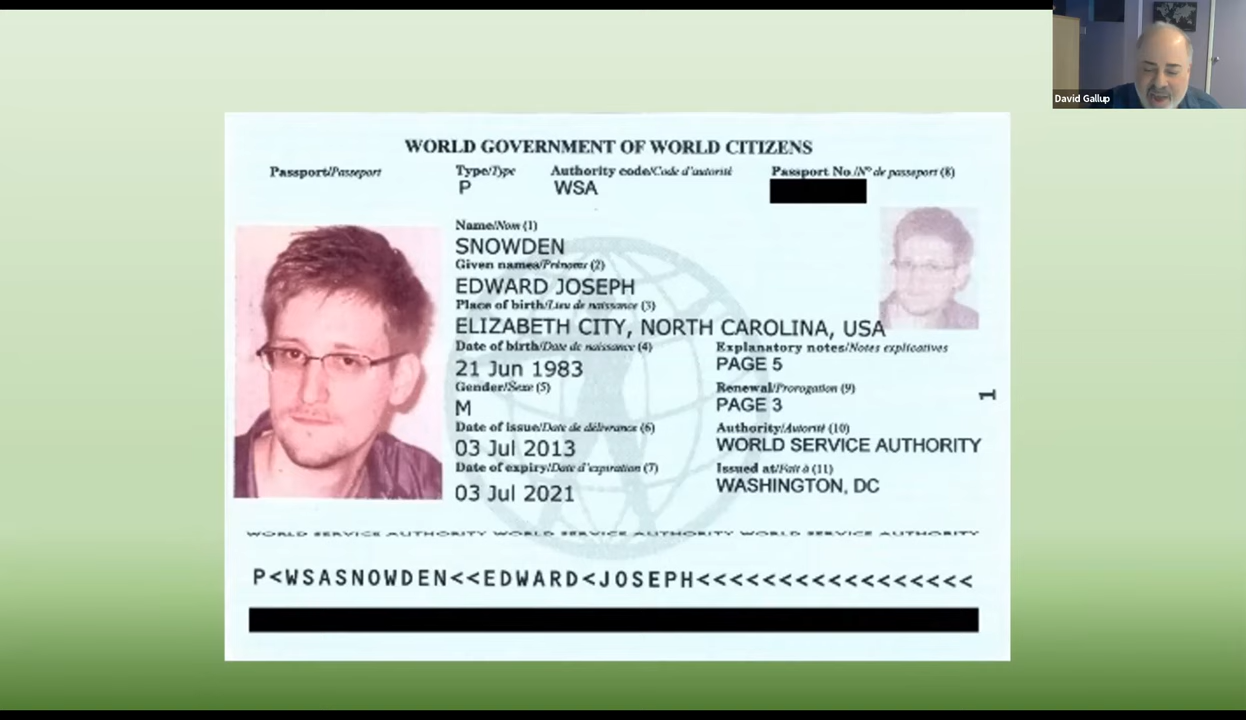 David Gallup
WORLD GOVERNMENT OF WORLD CITIZENS
Passport/Passeport
Type/Type
Authority code/Code d'autorité
Passport No./N° de passeport (8)
P
WSA
Name/Nom (1)
SNOWDEN
Given names/Prénoms (2)
EDWARD JOSEPH
Place of birth/Lieu de naissance (3)
ELIZABETH CITY, NORTH CAROLINA, USA
Date of birth/Date de naissance (4)
21 Jun 1983
Gender/Sexe (5)
M
Date of issue/Date de délivrance (6)
03 Jul 2013
Date of expiry/Date d'expiration (7)
03 Jul 2021
Explanatory notes/Notes explicatives
PAGE 5
Renewal/Prorogation (9)
PAGE 3
Authority/Autorité (10)
WORLD SERVICE AUTHORITY
Issued at/Fait à (11)
WASHINGTON, DC
1
WORLD SERVICE AUTHORITY WORLD SERVICE AUTHORITY WORLD SERVICE AUTHORITY
P<WSASNOWDEN<<EDWARD<JOSEPH<<<<<<<<<<<<<<<<<